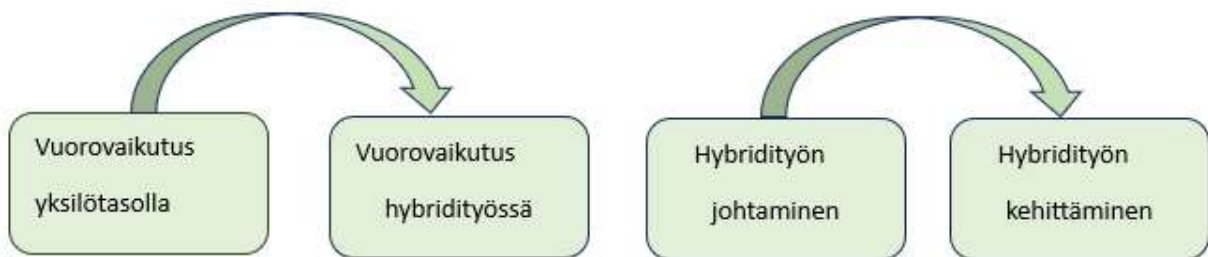 Vuorovaikutus
yksilötasolla
Vuorovaikutus
hybridityössä
Hybridityön
johtaminen
Hybridityön
kehittäminen